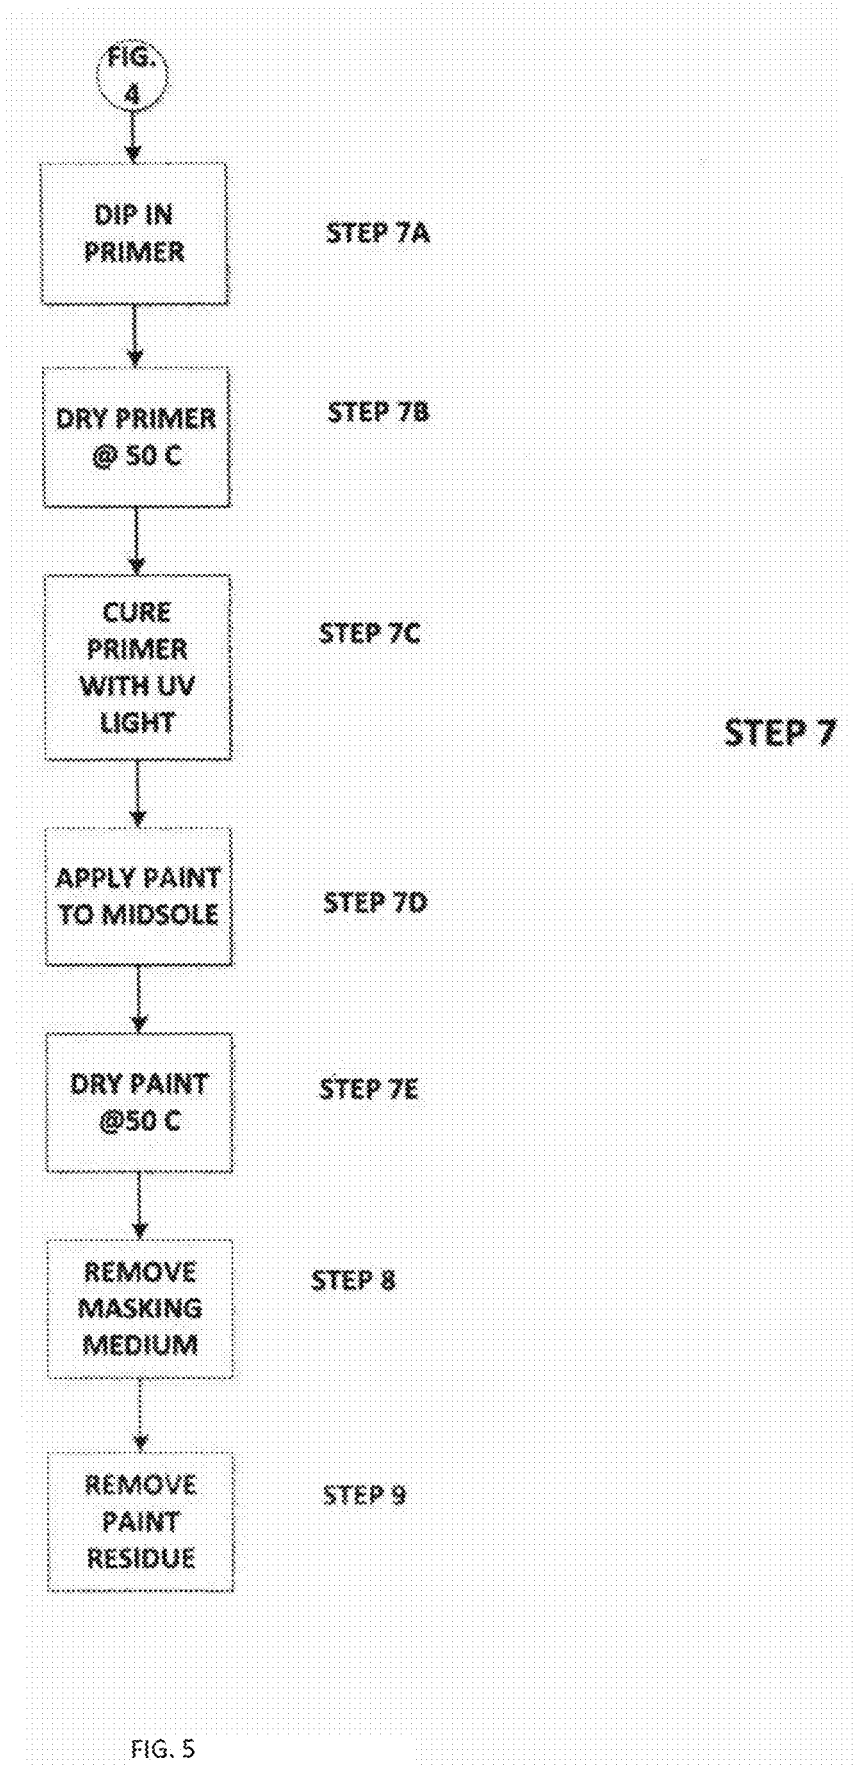 FIG.
4
DIP IN
PRIMER
STEP 7A
DRY PRIMER
@ 50 C
STEP 7B
CURE
PRIMER
WITH UV
LIGHT
STEP 7C
STEP 7
APPLY PAINT
TO MIDSOLE
STEP 7D
DRY PAINT
@50 C
STEP 7E
REMOVE
MASKING
MEDIUM
STEP 8
REMOVE
PAINT
RESIDUE
STEP 9
FIG. 5